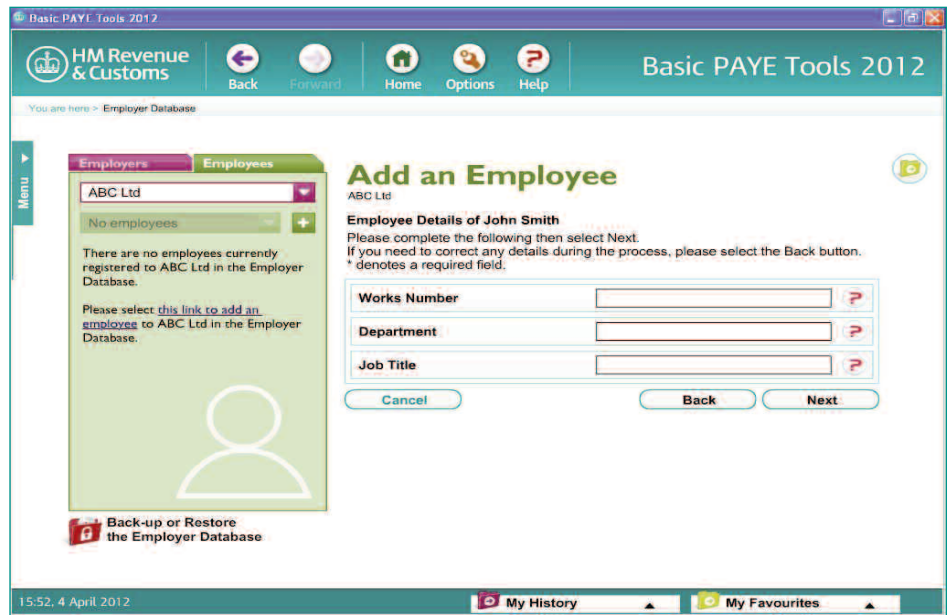 Basic PAYE Tools 2012
HM Revenue
& Customs
Back
Forward
Home
Options
Help
Basic PAYE Tools 2012
You are here > Employer Database
Menu
Employers
Employees
ABC Ltd
No employees
There are no employees currently
registered to ABC Ltd in the Employer
Database.
Please select this link to add an
employee to ABC Ltd in the Employer
Database.
Back-up or Restore
the Employer Database
Add an Employee
ABC Ltd
Employee Details of John Smith
Please complete the following then select Next.
If you need to correct any details during the process, please select the Back button.
* denotes a required field.
Works Number
?
Department
?
Job Title
?
Cancel
Back
Next
15:52, 4 April 2012
My History
My Favourites